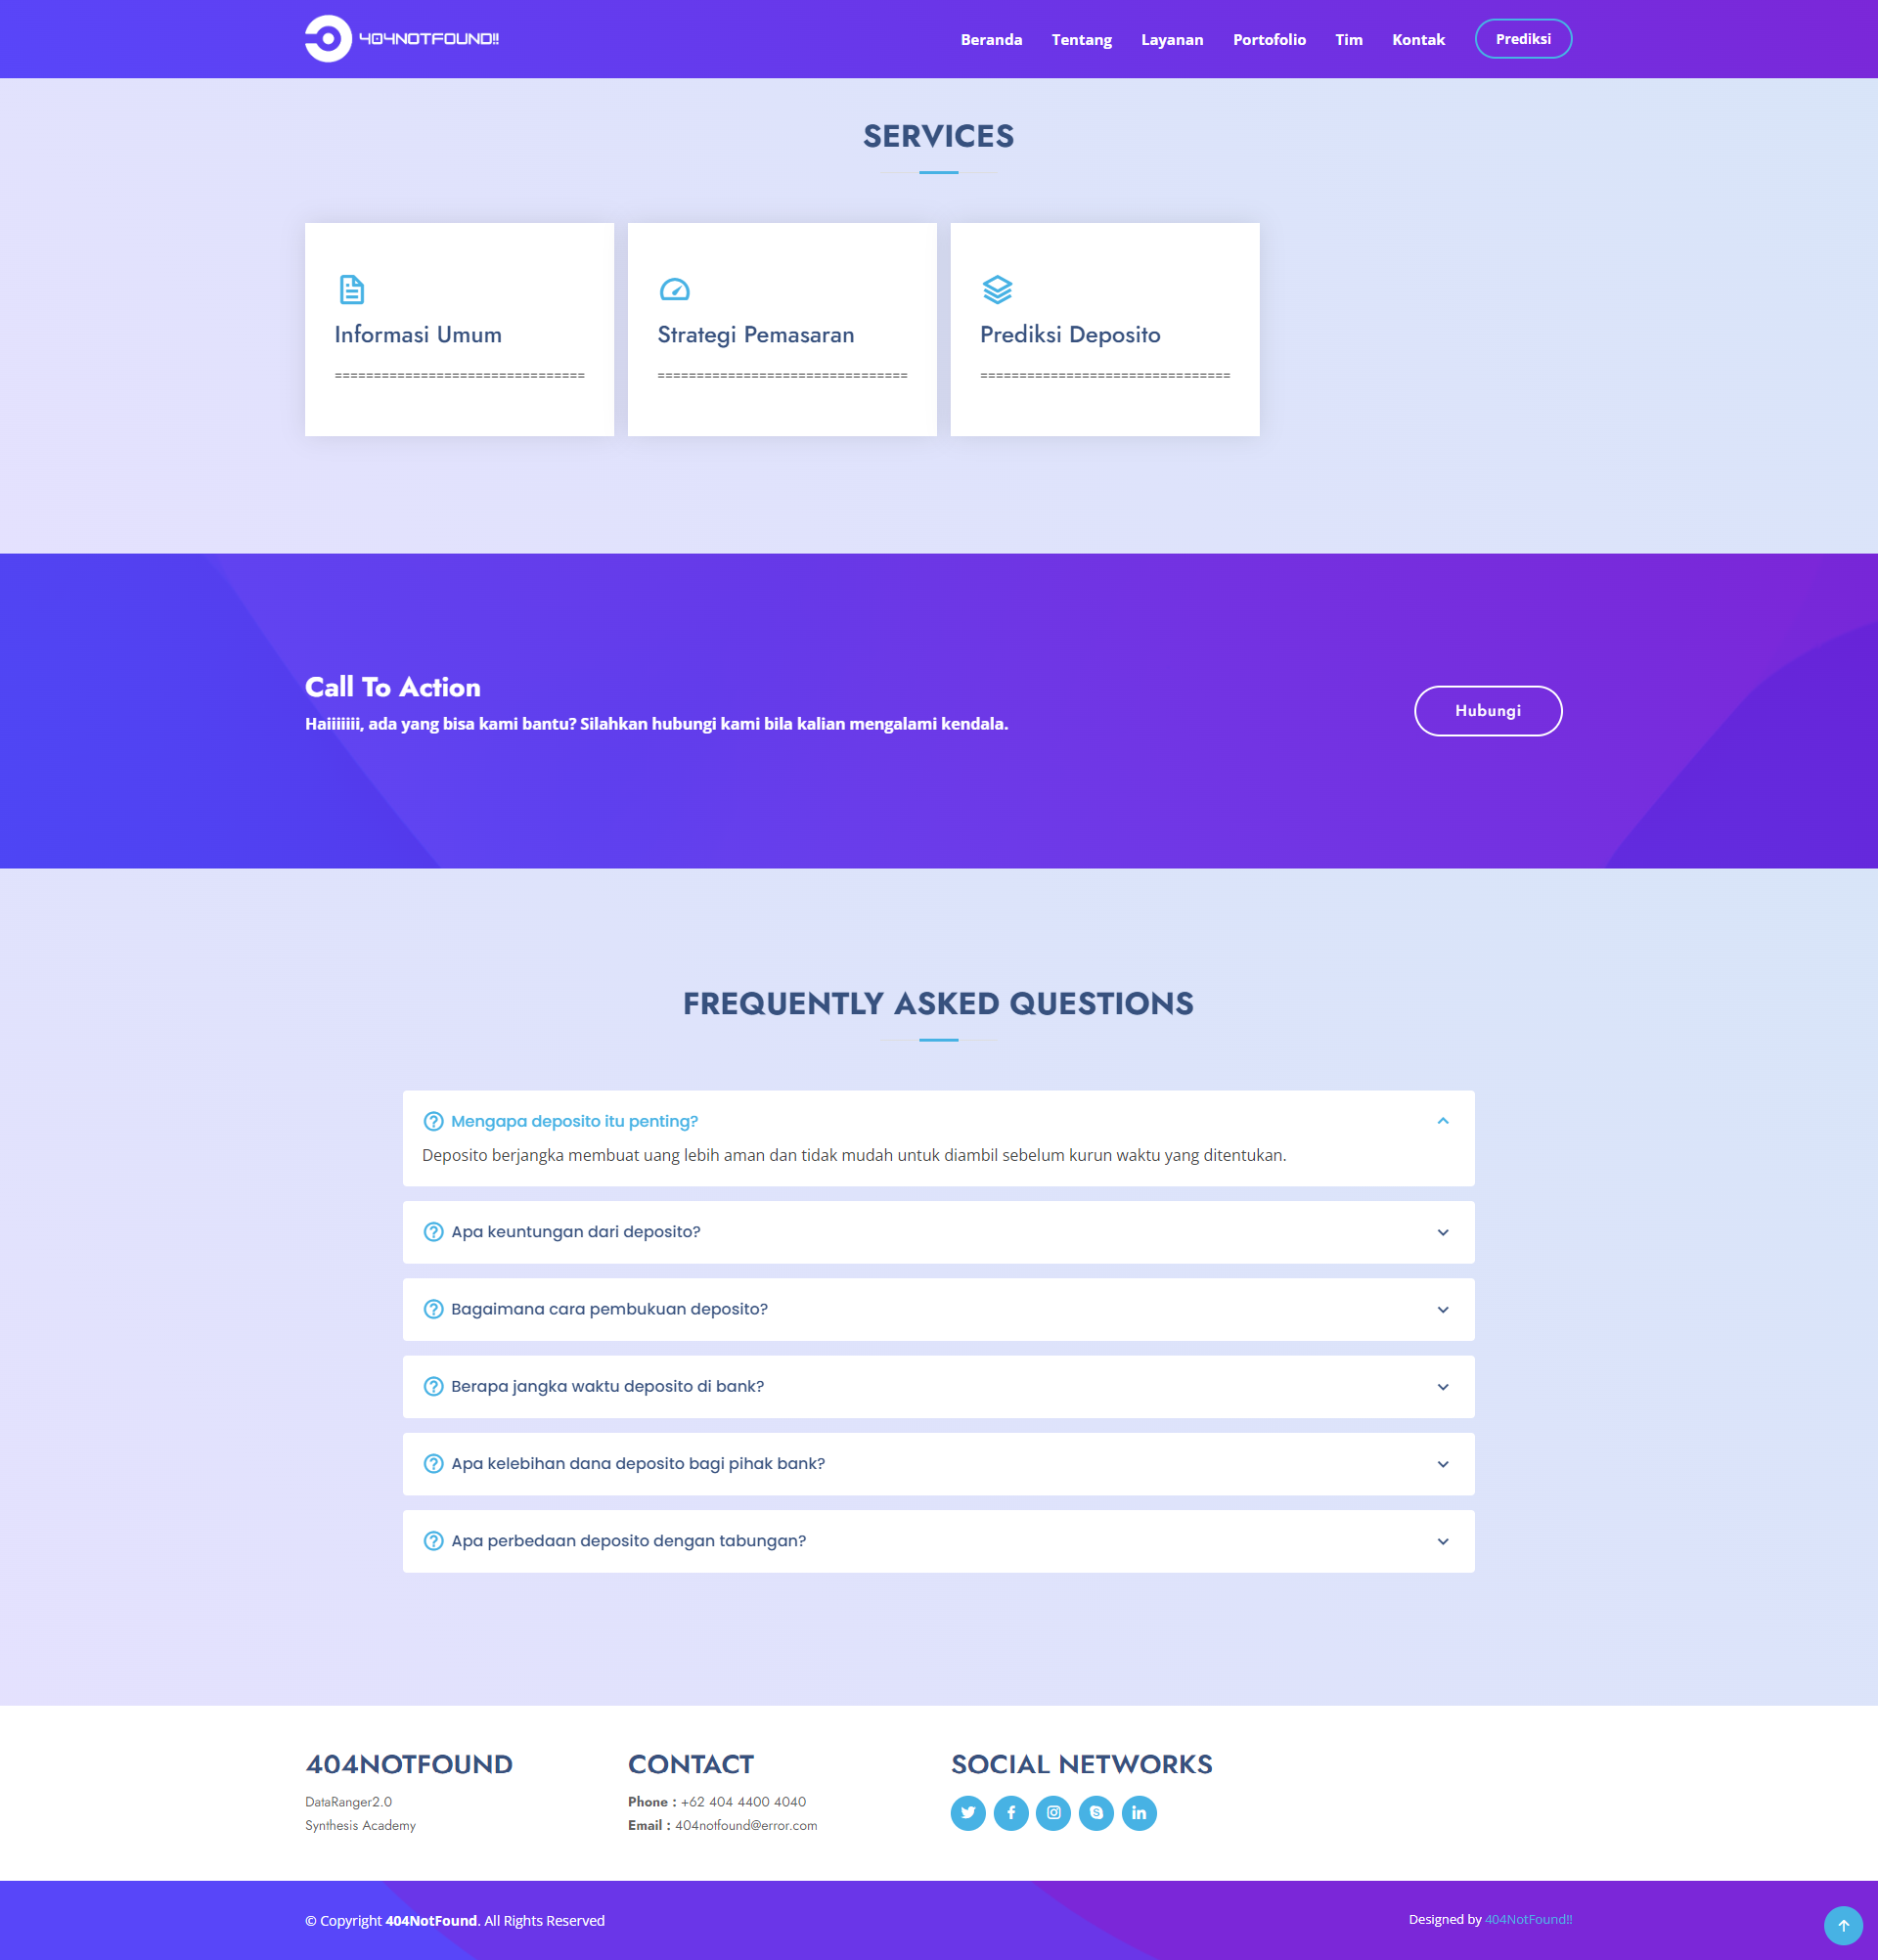 404NOTFOUND!!
Beranda Tentang Layanan Portofolio Tim Kontak Prediksi
SERVICES
Informasi Umum
================================
Strategi Pemasaran
================================
Prediksi Deposito
================================
Call To Action
Haiiiiiii, ada yang bisa kami bantu? Silahkan hubungi kami bila kalian mengalami kendala.
Hubungi
FREQUENTLY ASKED QUESTIONS
Mengapa deposito itu penting?
Deposito berjangka membuat uang lebih aman dan tidak mudah untuk diambil sebelum kurun waktu yang ditentukan.
Apa keuntungan dari deposito?
Bagaimana cara pembukuan deposito?
Berapa jangka waktu deposito di bank?
Apa kelebihan dana deposito bagi pihak bank?
Apa perbedaan deposito dengan tabungan?
404NOTFOUND
DataRanger2.0
Synthesis Academy
CONTACT
Phone : +62 404 4400 4040
Email : 404notfound@error.com
SOCIAL NETWORKS
© Copyright 404NotFound. All Rights Reserved
Designed by 404NotFound!!